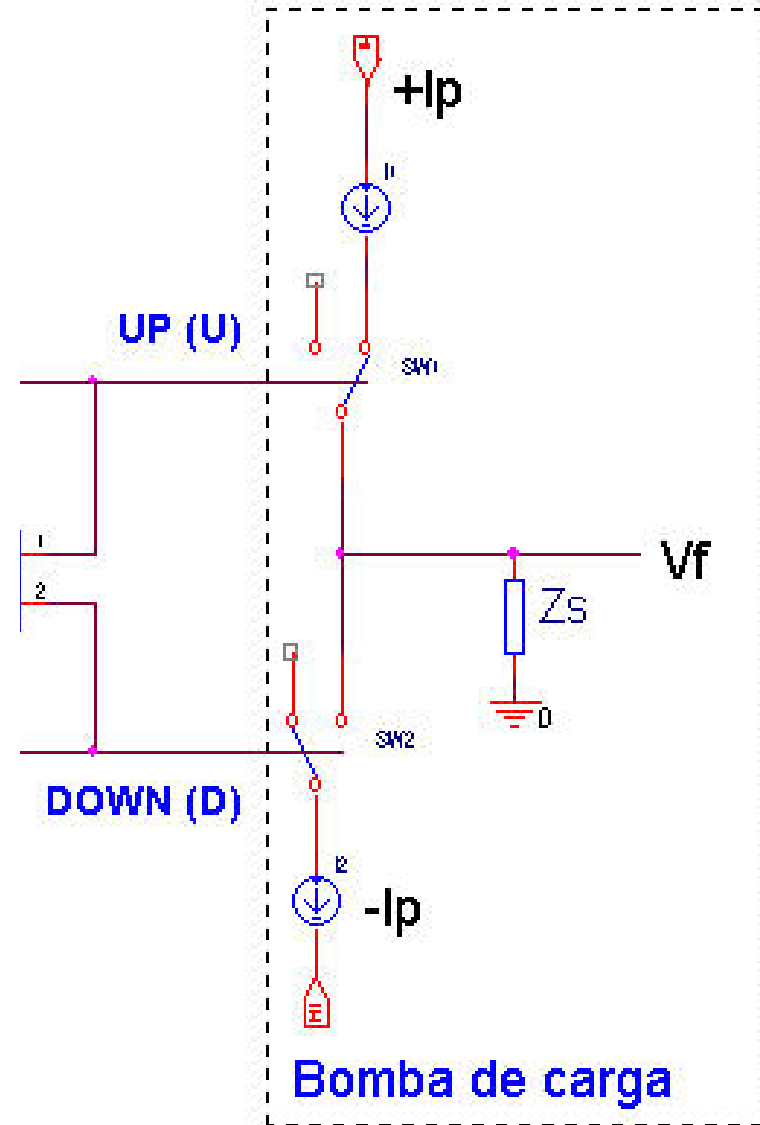 +Ip
I1
UP (U)
SW1
1
Vf
2
Zs
0
SW2
DOWN (D)
I2
-Ip
Bomba de carga